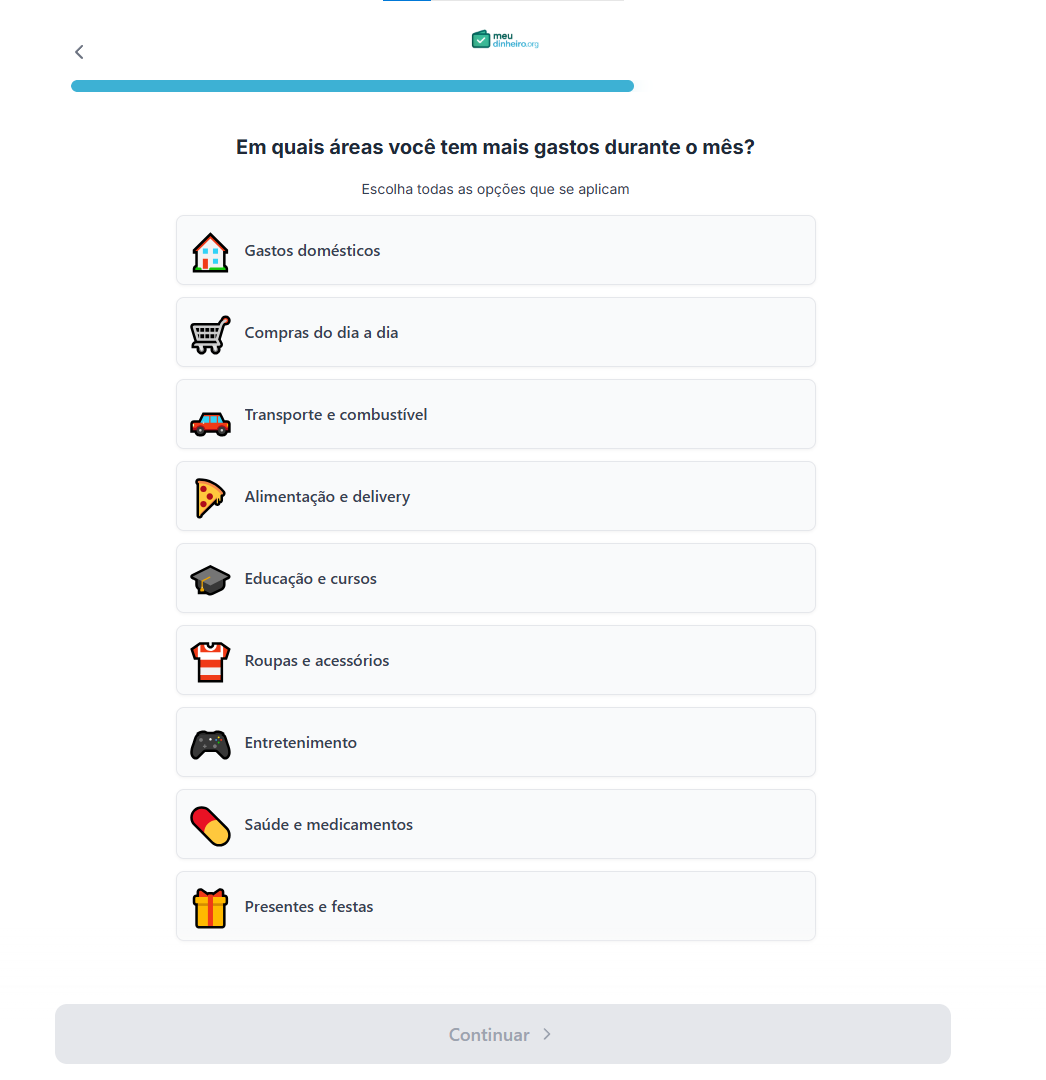 meu
dinheiro.org
Em quais áreas você tem mais gastos durante o mês?
Escolha todas as opções que se aplicam
Gastos domésticos
Compras do dia a dia
Transporte e combustível
Alimentação e delivery
Educação e cursos
Roupas e acessórios
Entretenimento
Saúde e medicamentos
Presentes e festas
Continuar